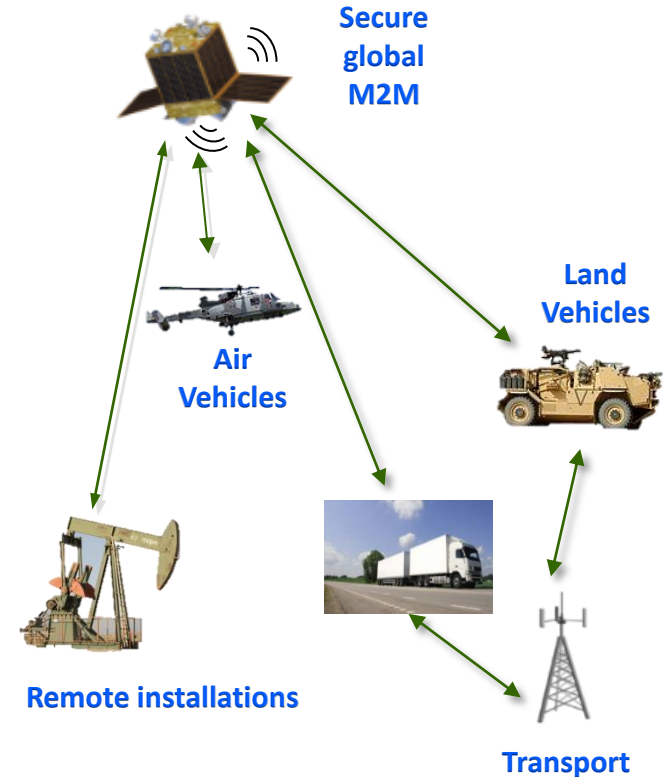 Secure
global
M2M
Land
Vehicles
Air
Vehicles
Remote installations
Transport